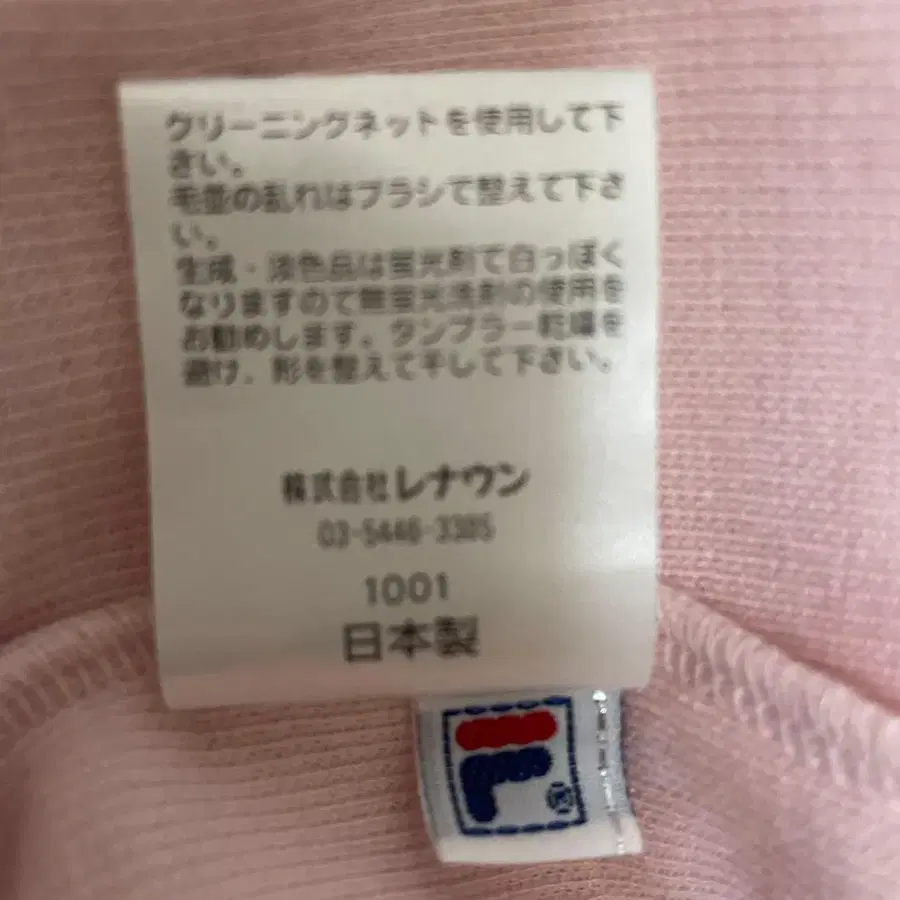 クリーニングネットを使用して下
さい。
毛並の乱れはブラシで整えて下さ
い。
生成・淡色品は蛍光剤で白っぽく
なりますので無蛍光洗剤の使用を
お勧めします。タンブラー乾燥を
避け、形を整えて干して下さい。
株式会社レナウン
03-5446-3385
1001
日本製
®